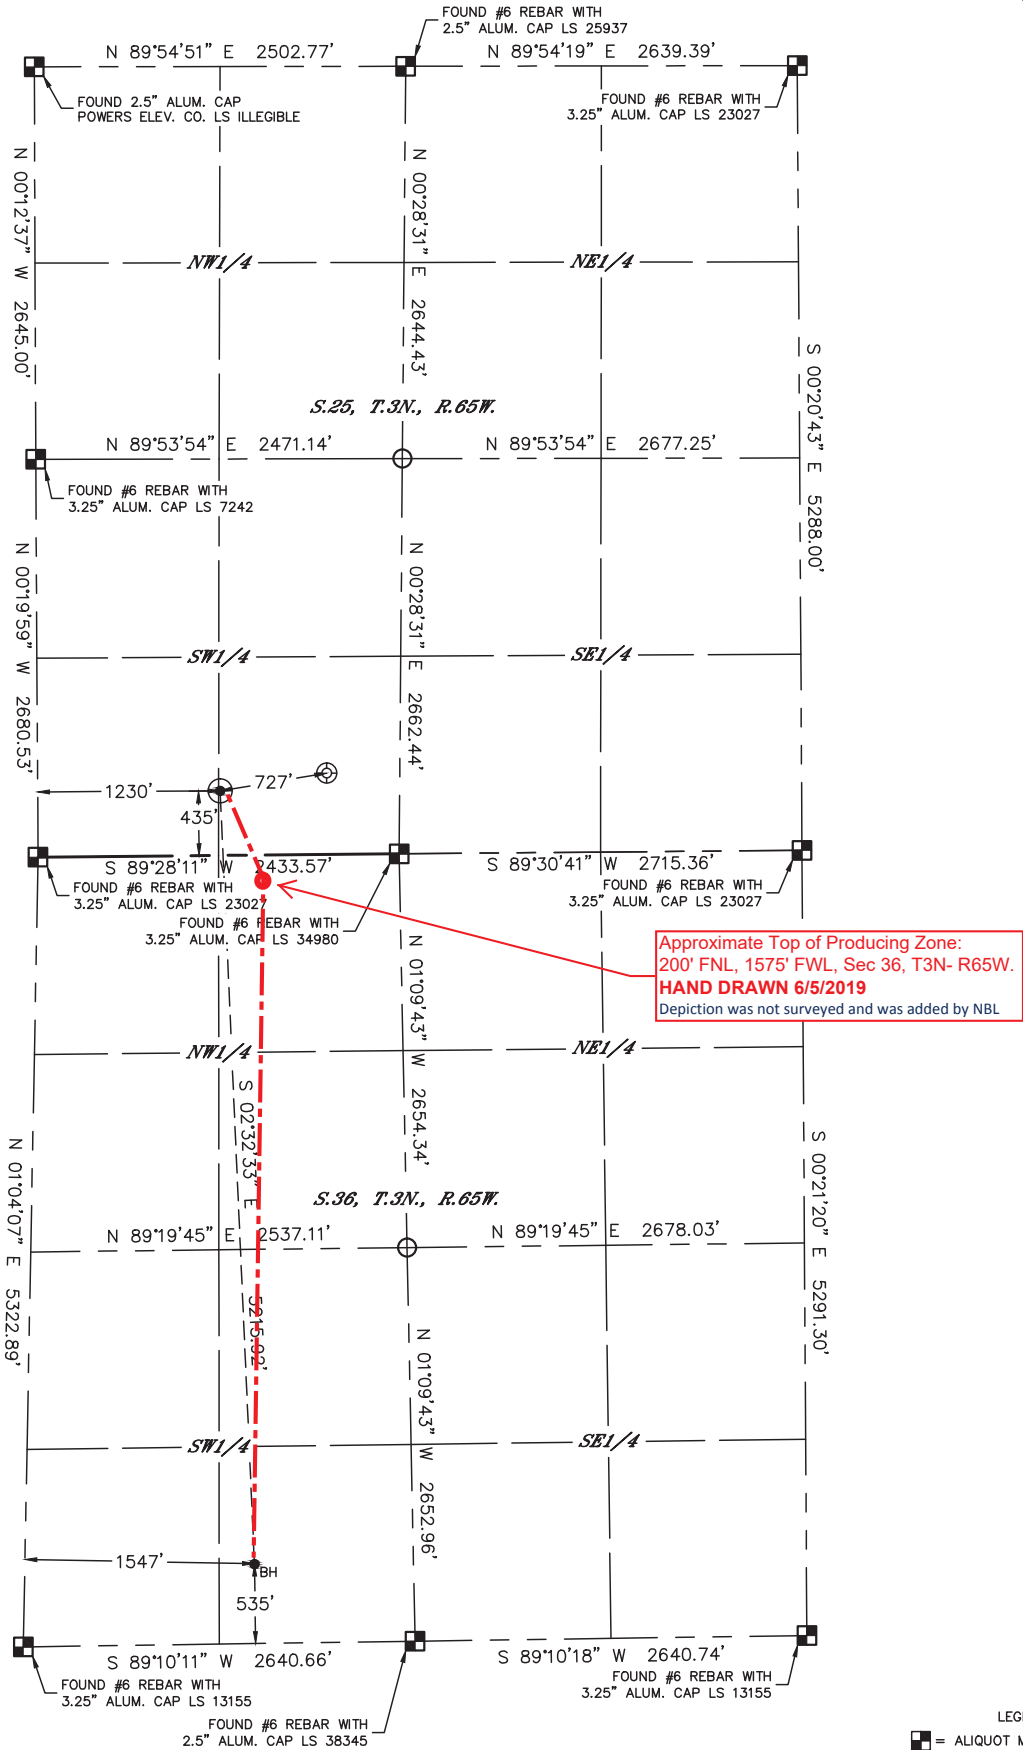 FOUND #6 REBAR WITH
2.5" ALUM. CAP LS 25937
N 89°54'51" E 2502.77'
N 89°54'19" E 2639.39'
FOUND 2.5" ALUM. CAP
POWERS ELEV. CO. LS ILLEGIBLE
FOUND #6 REBAR WITH
3.25" ALUM. CAP LS 23027
N 00°12'37" W 2645.00'
N 00°28'31" E 2644.43'
NW1/4
NE1/4
S 00°20'43" E 5288.00'
S.25, T.3N., R.65W.
N 89°53'54" E 2471.14'
N 89°53'54" E 2677.25'
FOUND #6 REBAR WITH
3.25" ALUM. CAP LS 7242
N 00°19'59" W 2680.53'
N 00°28'31" E 2662.44'
SW1/4
SE1/4
1230'
727'
435'
S 89°28'11" W 2433.57'
S 89°30'41" W 2715.36'
FOUND #6 REBAR WITH
3.25" ALUM. CAP LS 23027
FOUND #6 REBAR WITH
3.25" ALUM. CAP LS 23027
FOUND #6 REBAR WITH
3.25" ALUM. CAP LS 34980
Approximate Top of Producing Zone:
200' FNL, 1575' FWL, Sec 36, T3N- R65W.
HAND DRAWN 6/5/2019
Depiction was not surveyed and was added by NBL
N 01°09'43" W 2654.34'
NW1/4
NE1/4
S 02°32'33" E 5215.92'
N 01°04'07" E 5322.89'
S 00°21'20" E 5291.30'
S.36, T.3N., R.65W.
N 89°19'45" E 2537.11'
N 89°19'45" E 2678.03'
N 01°09'43" W 2652.96'
SW1/4
SE1/4
1547'
BH
535'
S 89°10'11" W 2640.66'
S 89°10'18" W 2640.74'
FOUND #6 REBAR WITH
3.25" ALUM. CAP LS 13155
FOUND #6 REBAR WITH
3.25" ALUM. CAP LS 13155
FOUND #6 REBAR WITH
2.5" ALUM. CAP LS 38345
LEG
= ALIQUOT M